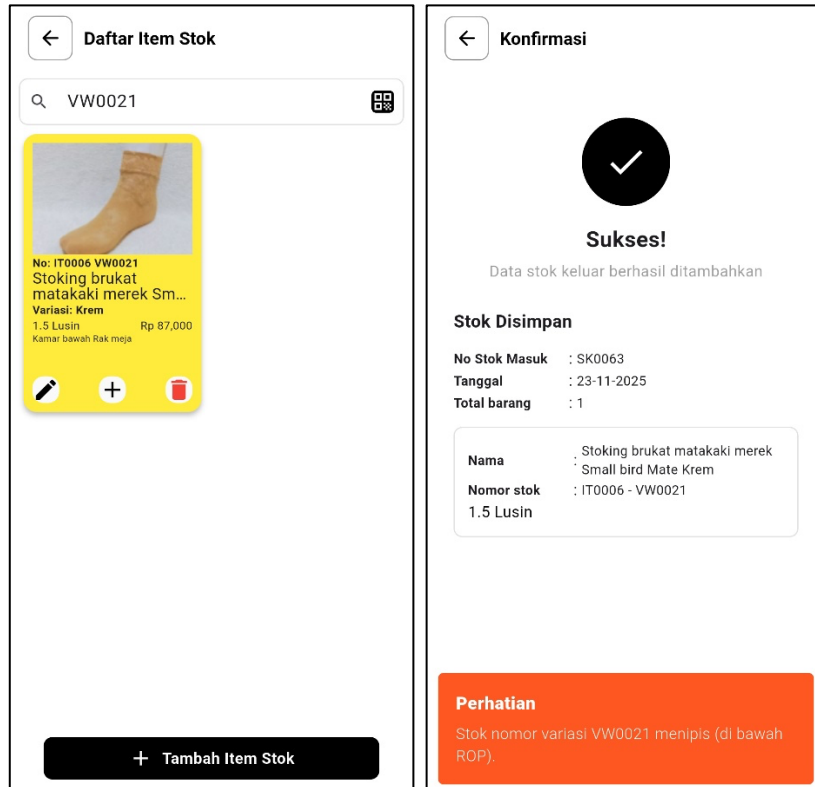 Daftar Item Stok
VW0021
No: IT0006 VW0021
Stoking brukat
matakaki merek Sm...
Variasi: Krem
1.5 Lusin Rp 87,000
Kamar bawah Rak meja
+ Tambah Item Stok
Konfirmasi
Sukses!
Data stok keluar berhasil ditambahkan
Stok Disimpan
No Stok Masuk : SK0063
Tanggal : 23-11-2025
Total barang : 1
Nama : Stoking brukat matakaki merek
Small bird Mate Krem
Nomor stok : IT0006 - VW0021
1.5 Lusin
Perhatian
Stok nomor variasi VW0021 menipis (di bawah
ROP).